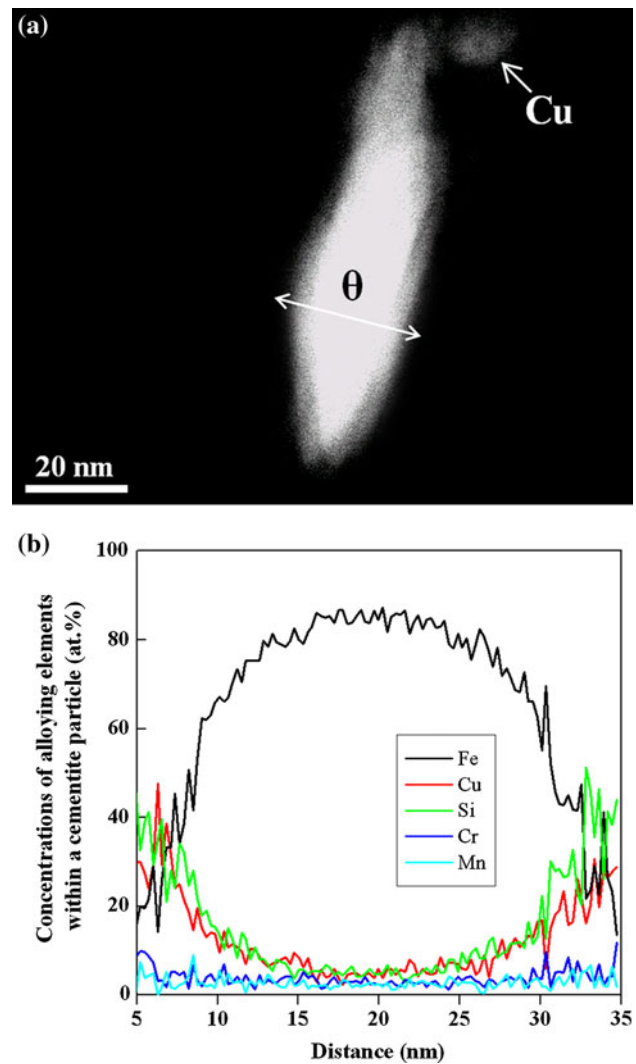 (a)
Cu
θ
20 nm
(b)
Concentrations of alloying elements
within a cementite particle (at.%)
100
80
60
40
20
0
Fe
Cu
Si
Cr
Mn
5 10 15 20 25 30 35
Distance (nm)